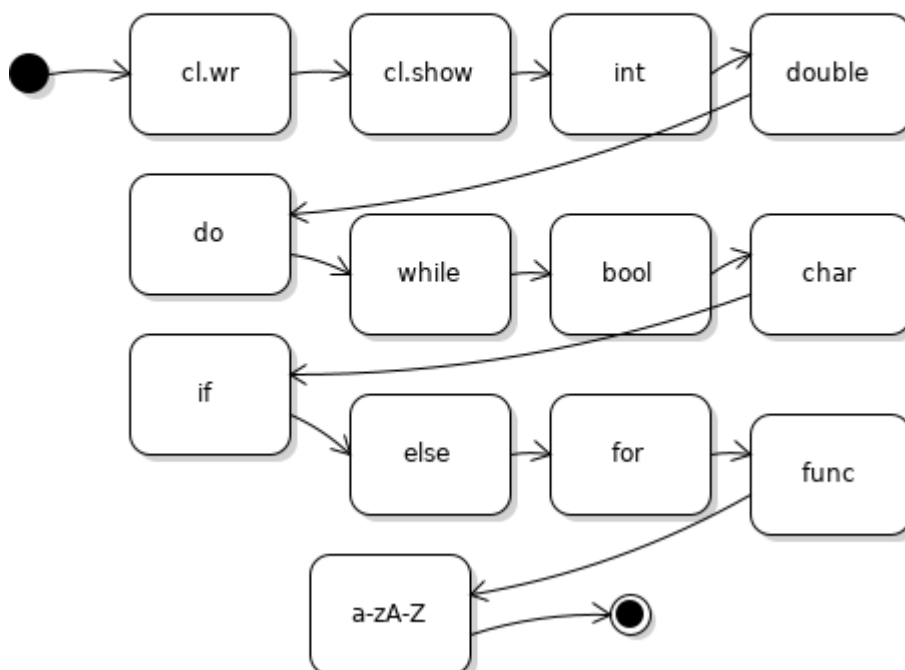 cl.wr
cl.show
int
double
do
while
bool
char
if
else
for
func
a-zA-Z